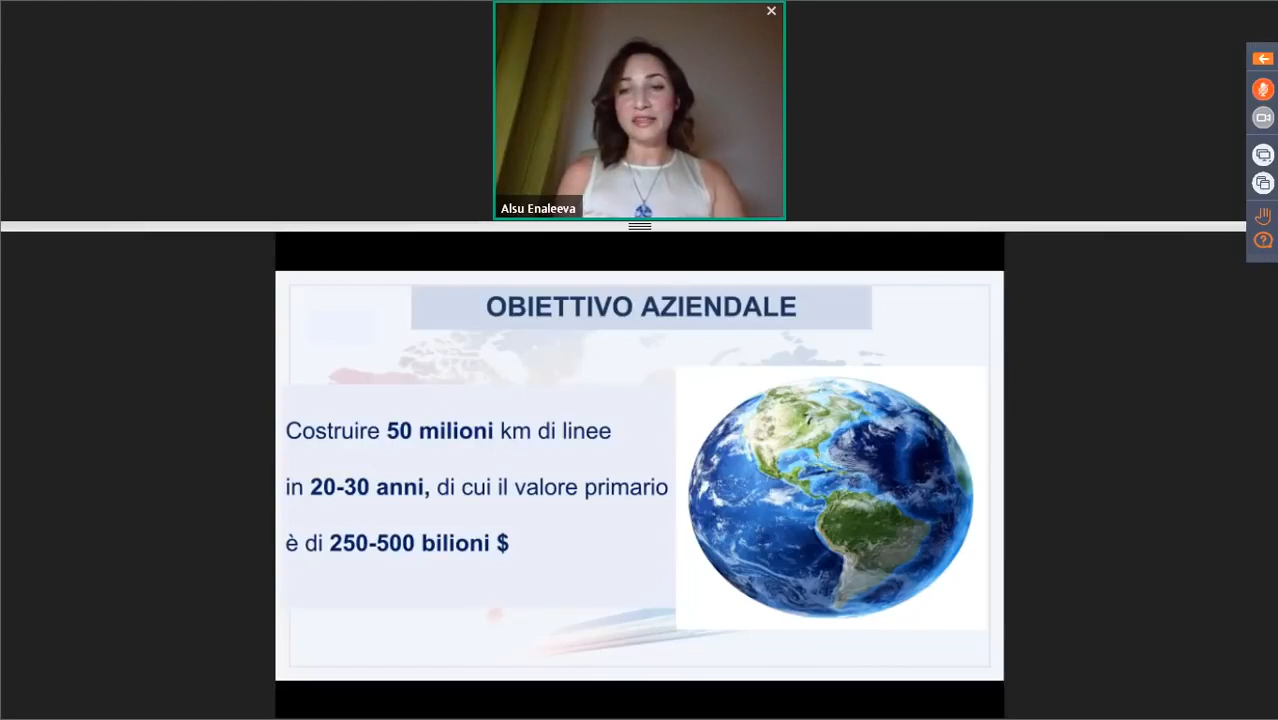 Alsu Enaleeva
OBIETTIVO AZIENDALE
Costruire 50 milioni km di linee
in 20-30 anni, di cui il valore primario
è di 250-500 bilioni $